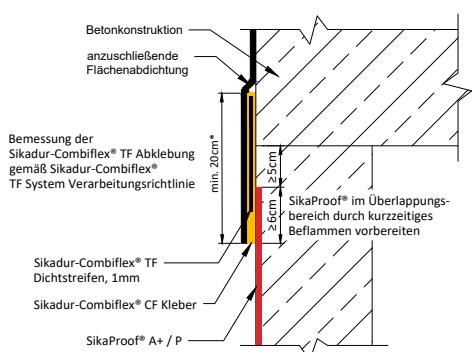 Betonkonstruktion
anzuschließende
Flächenabdichtung
Bemessung der
Sikadur-Combiflex® TF Abklebung
gemäß Sikadur-Combiflex®
TF System Verarbeitungsrichtlinie
min. 20cm*
≥5cm
≥6cm
SikaProof® im Überlappungs-
bereich durch kurzzeitiges
Beflammen vorbereiten
Sikadur-Combiflex® TF
Dichtstreifen, 1mm
Sikadur-Combiflex® CF Kleber
SikaProof® A+ / P